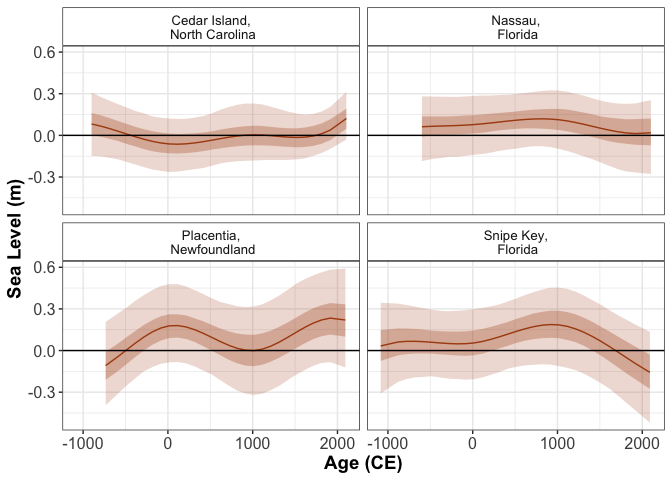 Cedar Island,
North Carolina
Nassau,
Florida
0.6
0.3
0.0
-0.3
Placentia,
Newfoundland
Snipe Key,
Florida
0.6
0.3
0.0
-0.3
Sea Level (m)
-1000 0 1000 2000
-1000 0 1000 2000
Age (CE)